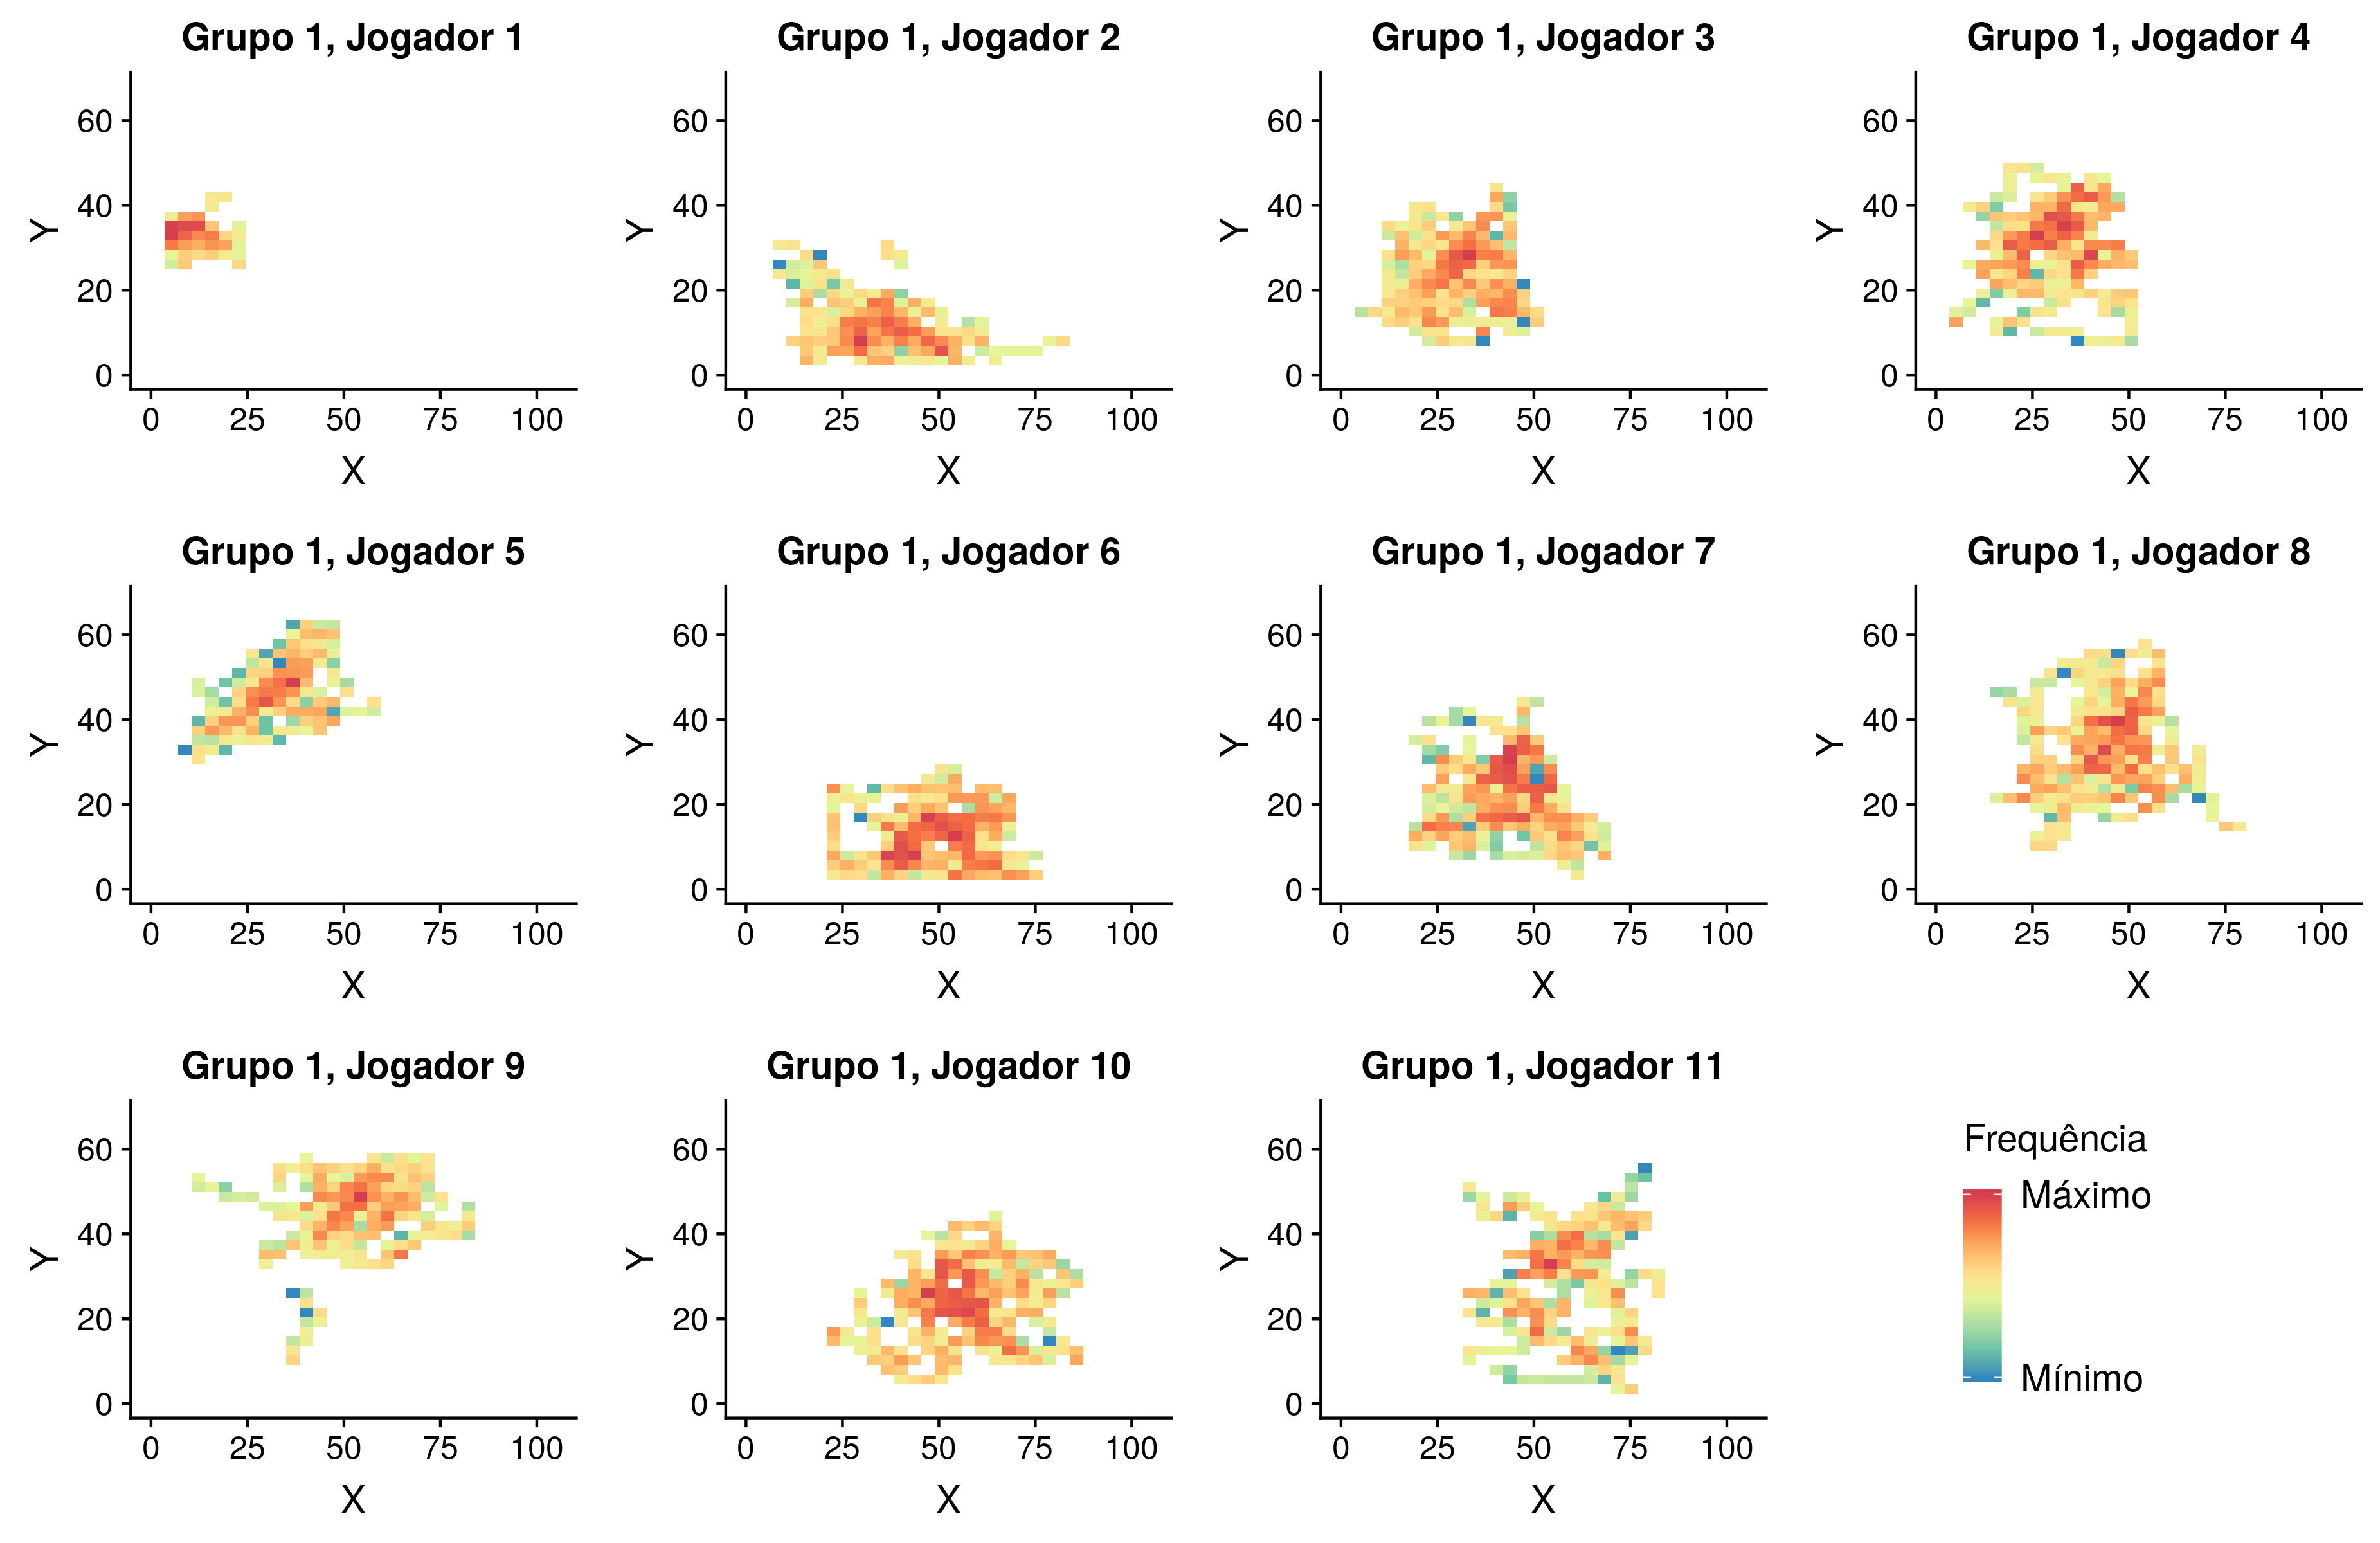 Grupo 1, Jogador 1
Grupo 1, Jogador 2
Grupo 1, Jogador 3
Grupo 1, Jogador 4
Y
60
40
20
0
0 25 50 75 100
X
Y
60
40
20
0
0 25 50 75 100
X
Y
60
40
20
0
0 25 50 75 100
X
Y
60
40
20
0
0 25 50 75 100
X
Grupo 1, Jogador 5
Grupo 1, Jogador 6
Grupo 1, Jogador 7
Grupo 1, Jogador 8
Y
60
40
20
0
0 25 50 75 100
X
Y
60
40
20
0
0 25 50 75 100
X
Y
60
40
20
0
0 25 50 75 100
X
Y
60
40
20
0
0 25 50 75 100
X
Grupo 1, Jogador 9
Grupo 1, Jogador 10
Grupo 1, Jogador 11
Y
60
40
20
0
0 25 50 75 100
X
Y
60
40
20
0
0 25 50 75 100
X
Y
60
40
20
0
0 25 50 75 100
X
Frequência
Máximo
Mínimo